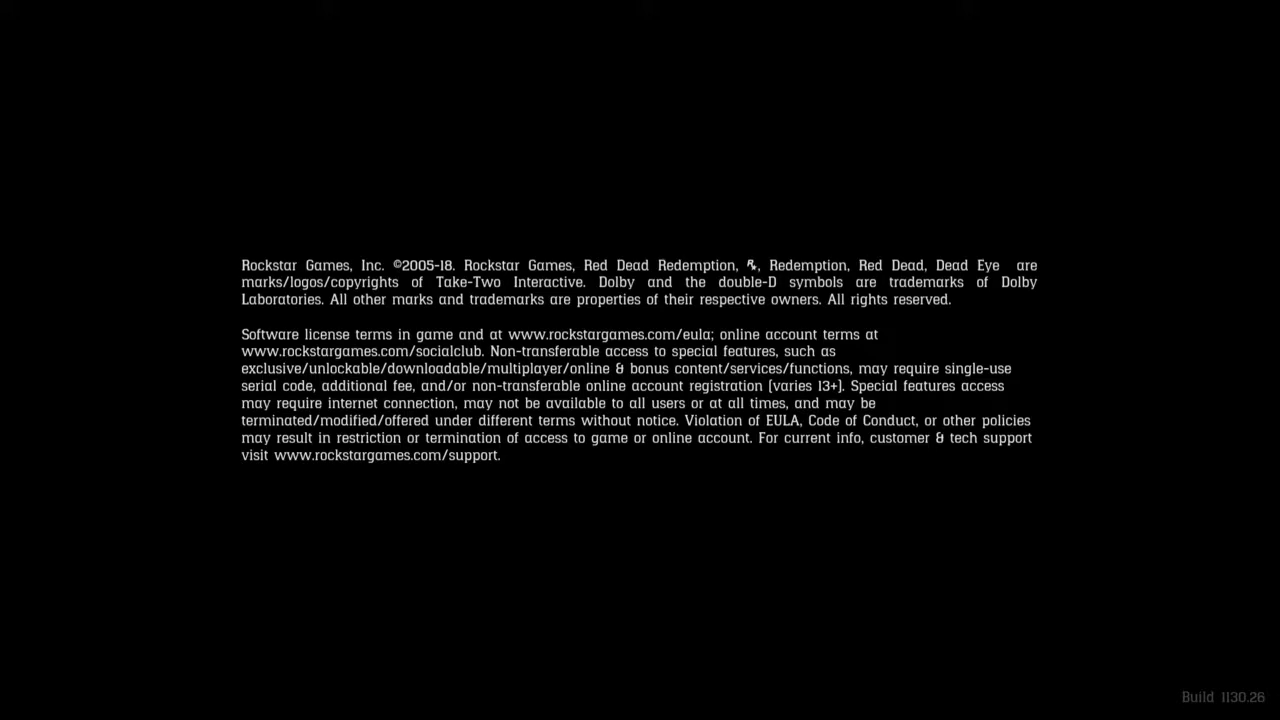 Rockstar Games, Inc. ©2005-18. Rockstar Games, Red Dead Redemption, R*, Redemption, Red Dead, Dead Eye are
marks/logos/copyrights of Take-Two Interactive. Dolby and the double-D symbols are trademarks of Dolby
Laboratories. All other marks and trademarks are properties of their respective owners. All rights reserved.
Software license terms in game and at www.rockstargames.com/eula; online account terms at
www.rockstargames.com/socialclub. Non-transferable access to special features, such as
exclusive/unlockable/downloadable/multiplayer/online & bonus content/services/functions, may require single-use
serial code, additional fee, and/or non-transferable online account registration (varies 13+). Special features access
may require internet connection, may not be available to all users or at all times, and may be
terminated/modified/offered under different terms without notice. Violation of EULA, Code of Conduct, or other policies
may result in restriction or termination of access to game or online account. For current info, customer & tech support
visit www.rockstargames.com/support.
Build 1130.26